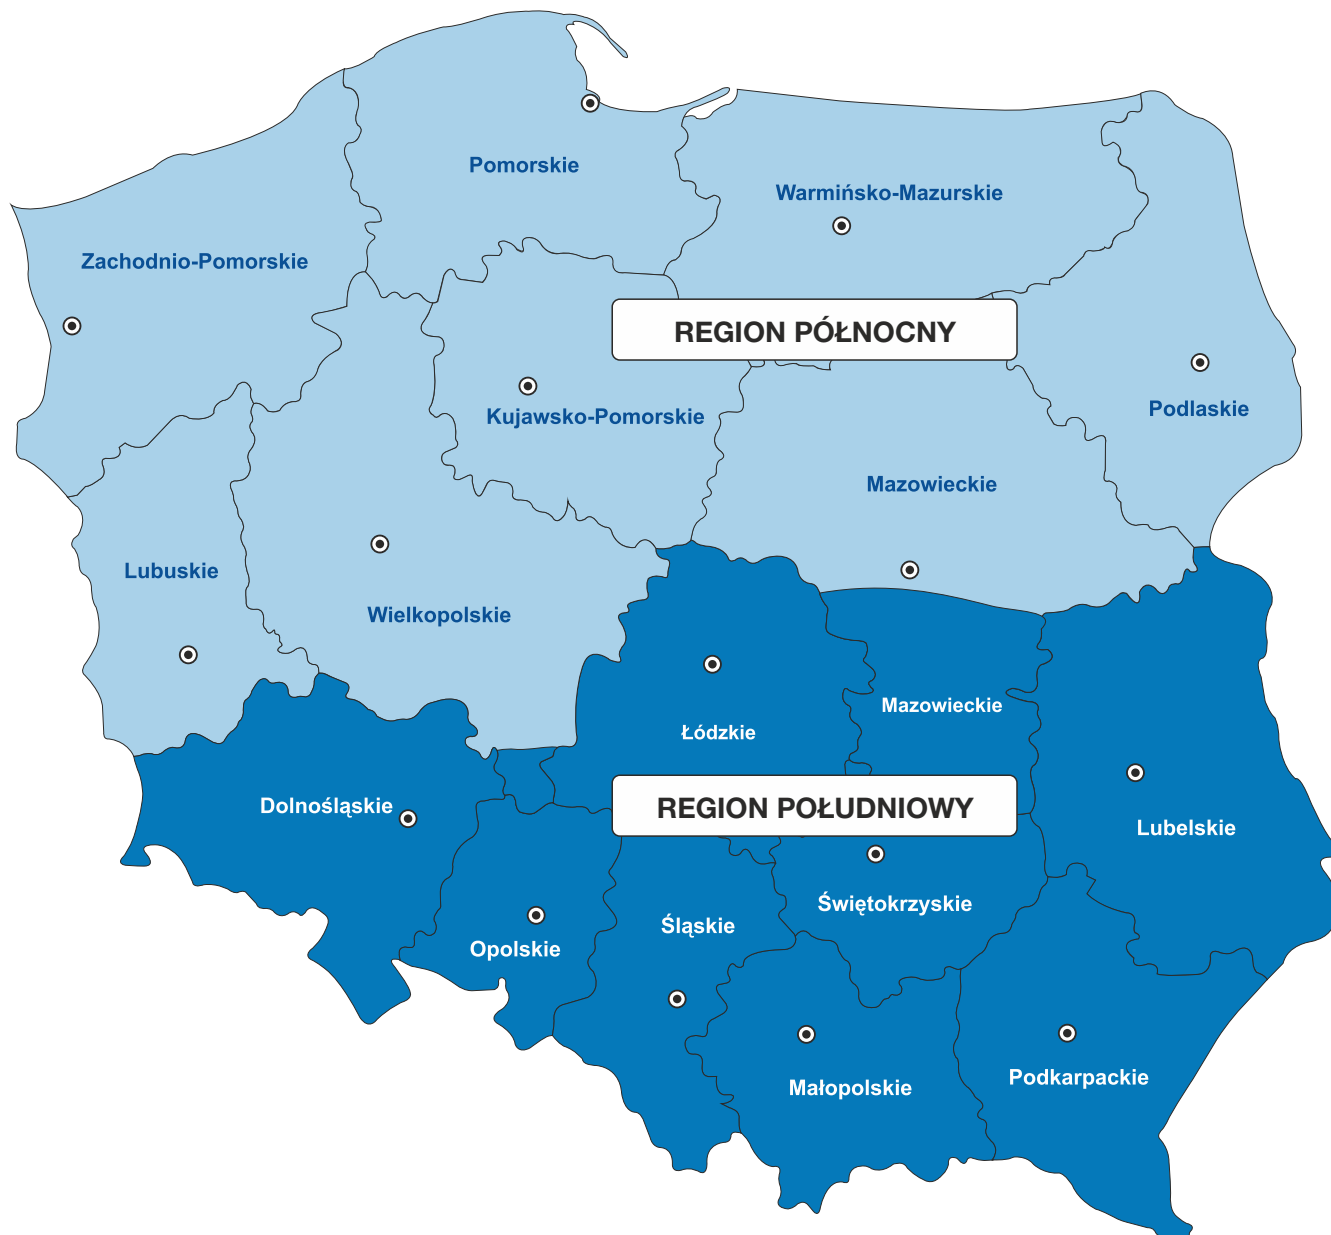 Pomorskie
Warmińsko-Mazurskie
Zachodnio-Pomorskie
REGION PÓŁNOCNY
Kujawsko-Pomorskie
Podlaskie
Mazowieckie
Lubuskie
Wielkopolskie
Mazowieckie
Łódzkie
Dolnośląskie
REGION POŁUDNIOWY
Lubelskie
Świętokrzyskie
Śląskie
Opolskie
Podkarpackie
Małopolskie